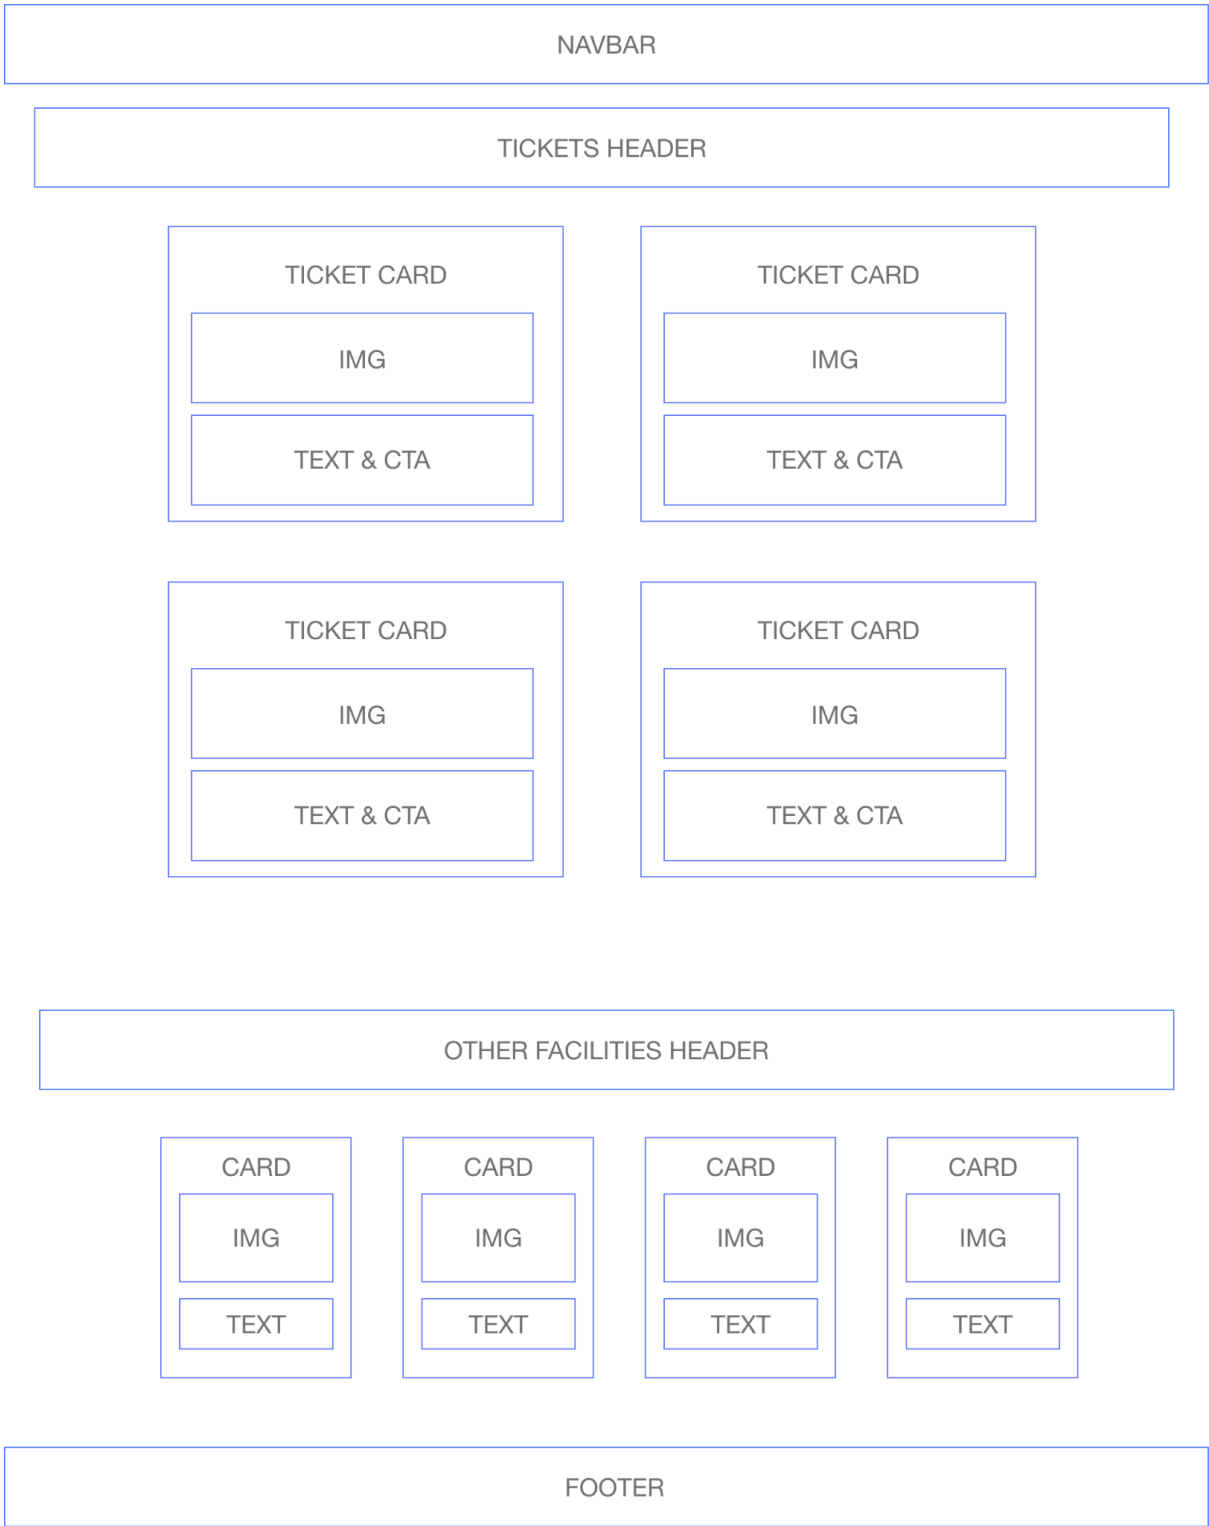 NAVBAR
TICKETS HEADER
TICKET CARD
IMG
TEXT & CTA
TICKET CARD
IMG
TEXT & CTA
TICKET CARD
IMG
TEXT & CTA
TICKET CARD
IMG
TEXT & CTA
OTHER FACILITIES HEADER
CARD
IMG
TEXT
CARD
IMG
TEXT
CARD
IMG
TEXT
CARD
IMG
TEXT
FOOTER